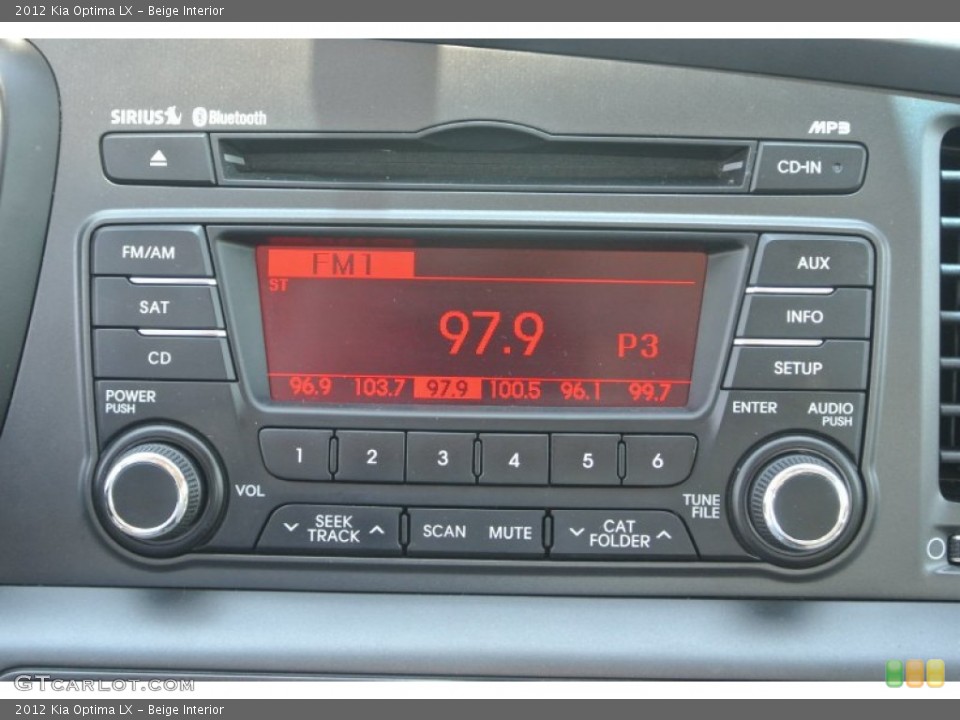 2012 Kia Optima LX - Beige Interior
SIRIUS Bluetooth
MP3
CD-IN
FM/AM
SAT
CD
POWER
PUSH
VOL
FM1
ST
97.9
P3
96.9 103.7 97.9 100.5 96.1 99.7
AUX
INFO
SETUP
ENTER
AUDIO
PUSH
1 2 3 4 5 6
SEEK
TRACK
SCAN MUTE
CAT
FOLDER
TUNE
FILE
GTCARLOT.COM
2012 Kia Optima LX - Beige Interior